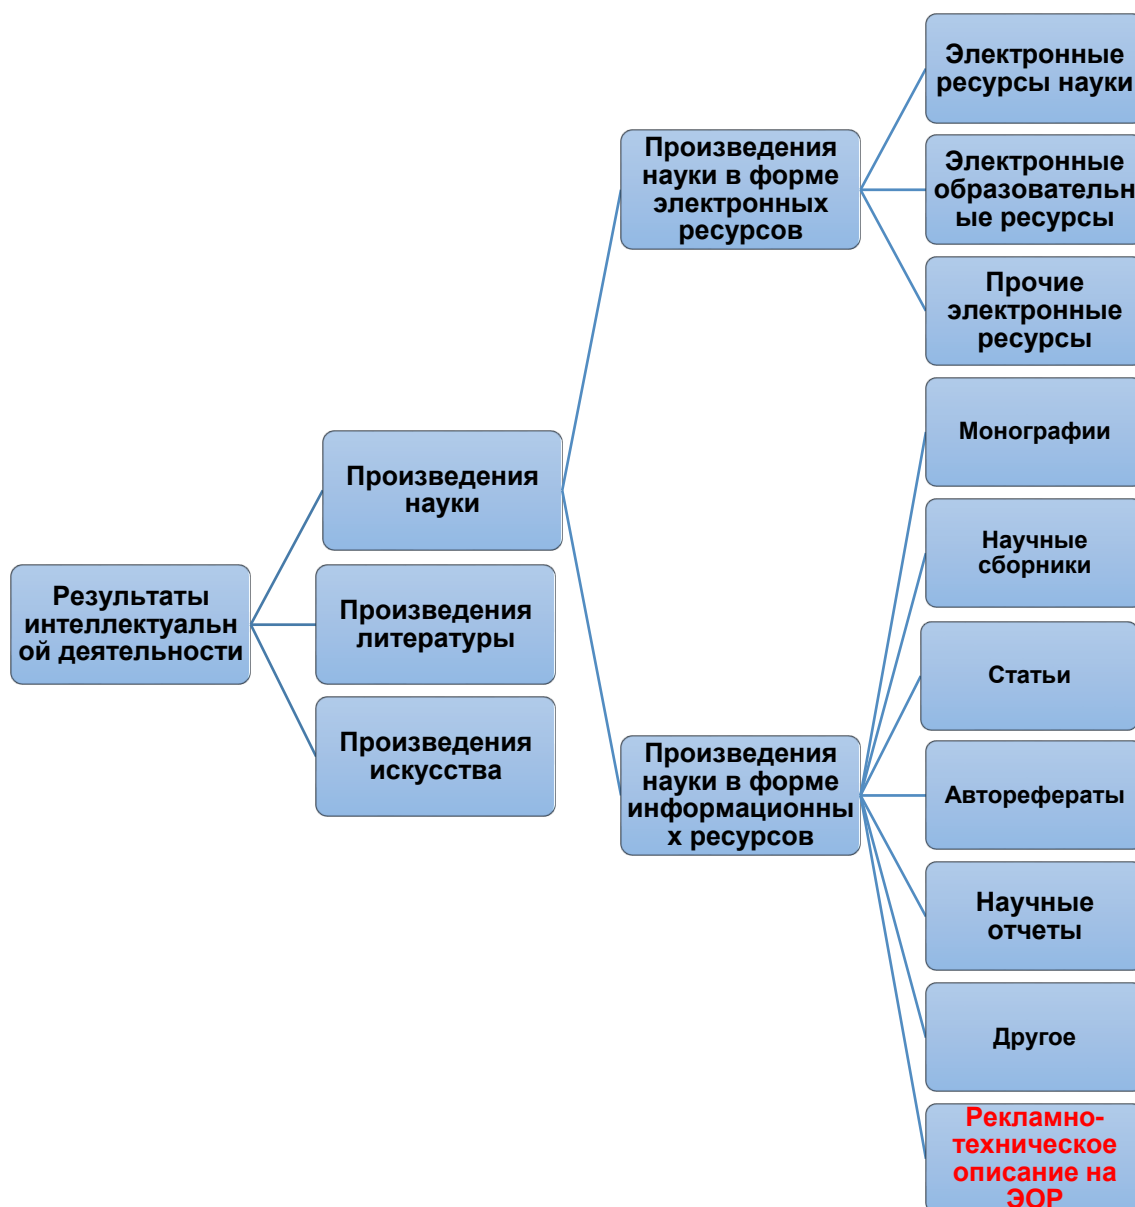 Результаты
интеллектуальн
ой деятельности
Произведения
науки
Произведения
литературы
Произведения
искусства
Произведения
науки в форме
электронных
ресурсов
Произведения
науки в форме
информационны
х ресурсов
Электронные
ресурсы науки
Электронные
образовательн
ые ресурсы
Прочие
электронные
ресурсы
Монографии
Научные
сборники
Статьи
Авторефераты
Научные
отчеты
Другое
Рекламно-
техническое
описание на
ЭОР